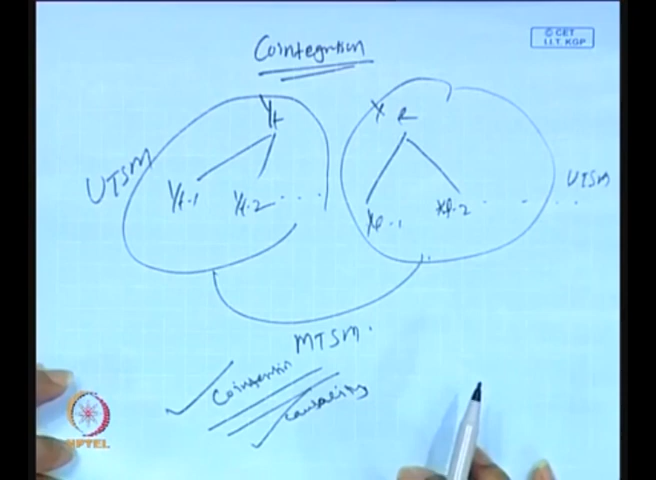 Cointegration
© CET
I.I.T. KGP
Yt
Xt
UTSM
UTSM
Yt-1 Yt-2 . . .
Xt-1 Xt-2 . . . .
MTSM.
Cointegration
Causality
NPTEL